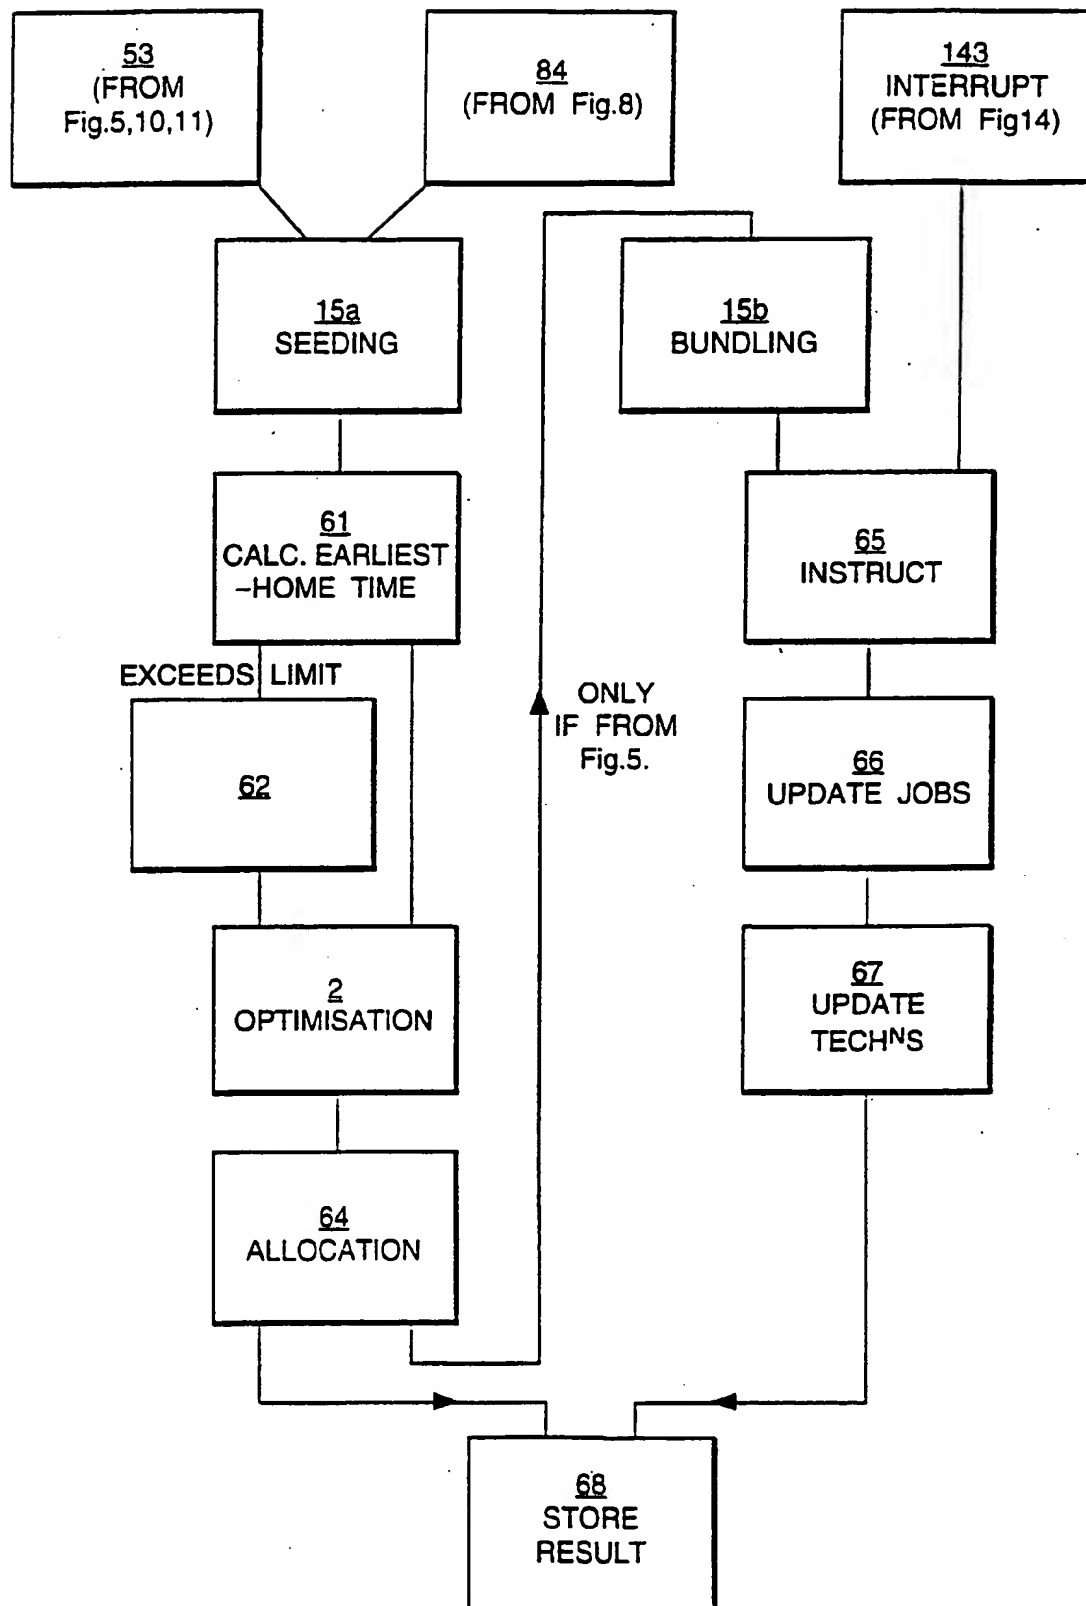 53
(FROM
Fig.5,10,11)
84
(FROM Fig.8)
143
INTERRUPT
(FROM Fig14)
15a
SEEDING
15b
BUNDLING
61
CALC. EARLIEST
-HOME TIME
65
INSTRUCT
EXCEEDS LIMIT
ONLY
IF FROM
Fig.5.
62
66
UPDATE JOBS
2
OPTIMISATION
67
UPDATE
TECHᴺS
64
ALLOCATION
68
STORE
RESULT